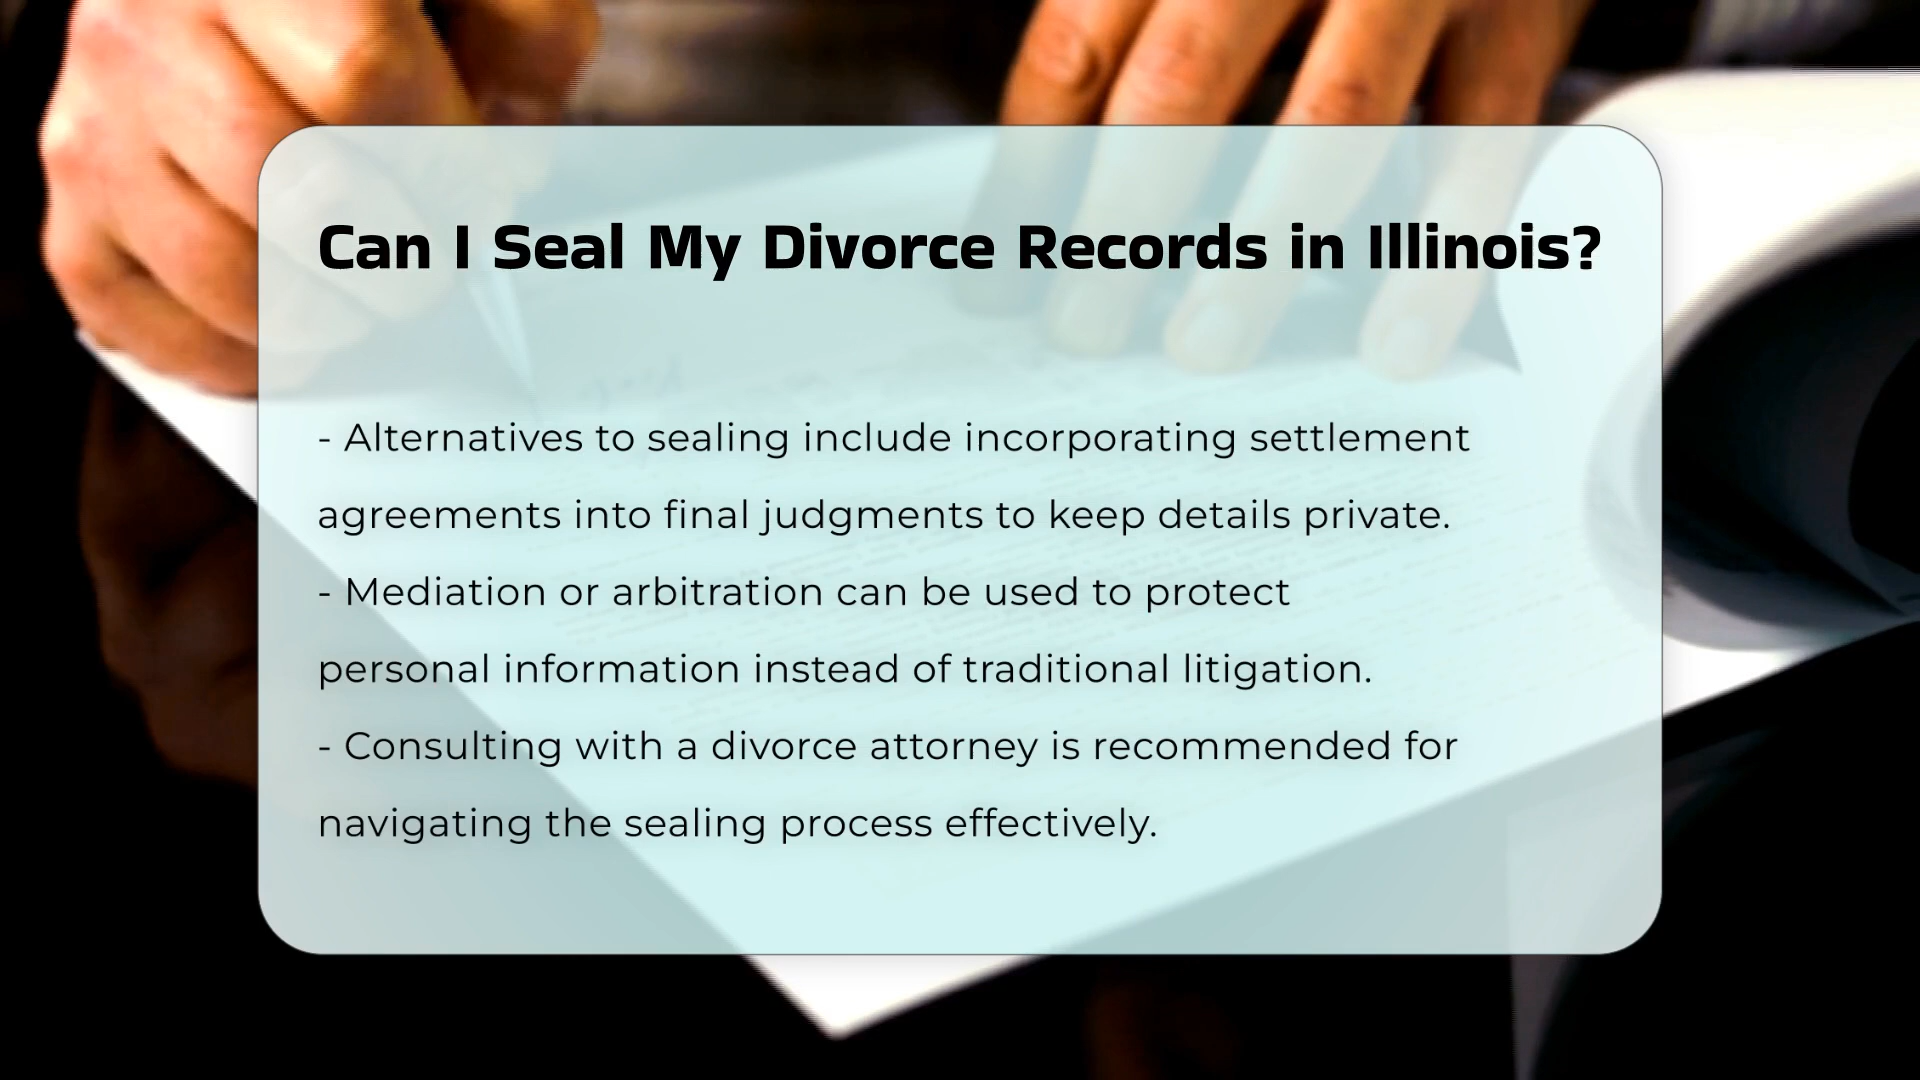 Can I Seal My Divorce Records in Illinois?
- Alternatives to sealing include incorporating settlement
agreements into final judgments to keep details private.
- Mediation or arbitration can be used to protect
personal information instead of traditional litigation.
- Consulting with a divorce attorney is recommended for
navigating the sealing process effectively.